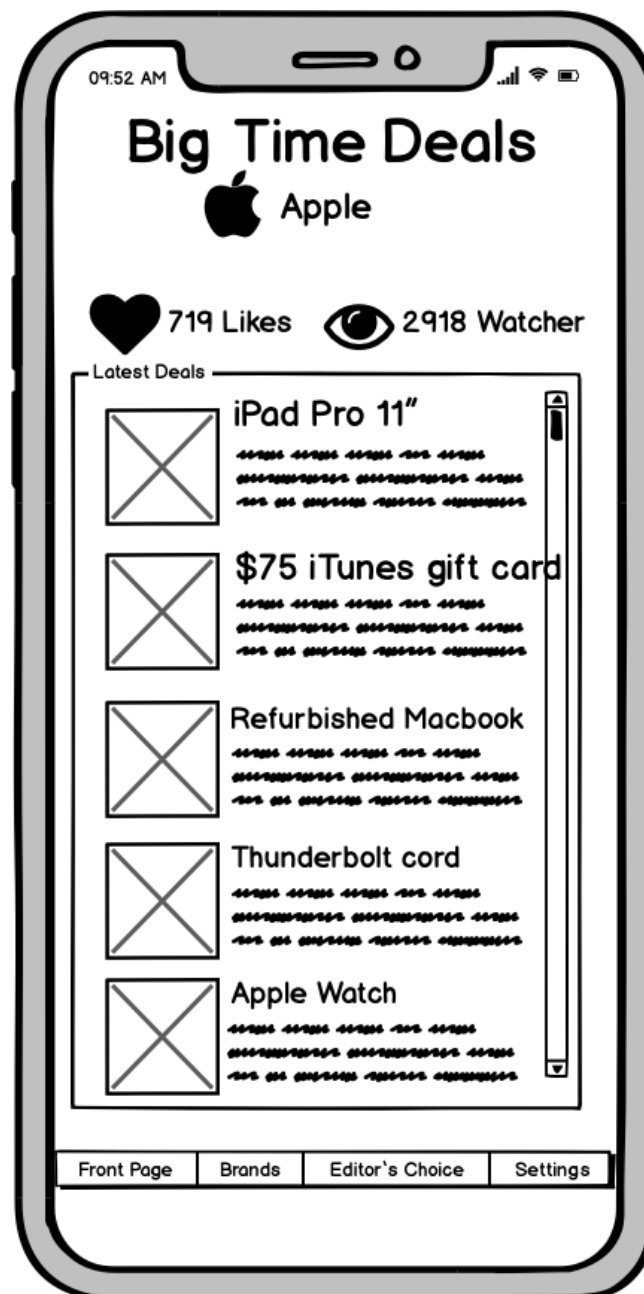 09:52 AM
Big Time Deals
Apple
719 Likes
2918 Watcher
Latest Deals
iPad Pro 11"
$75 iTunes gift card
Refurbished Macbook
Thunderbolt cord
Apple Watch
Front Page
Brands
Editor`s Choice
Settings